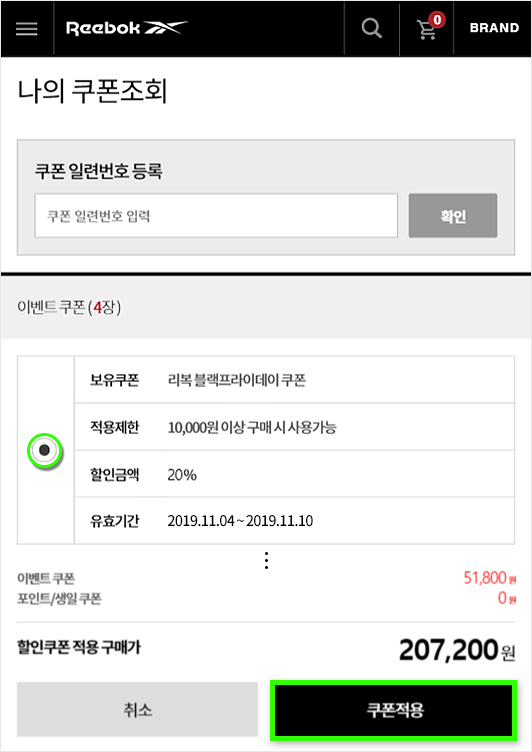 Reebok
0
BRAND
나의 쿠폰조회
쿠폰 일련번호 등록
쿠폰 일련번호 입력
확인
이벤트 쿠폰 (4장)
보유쿠폰 리복 블랙프라이데이 쿠폰
적용제한 10,000원 이상 구매 시 사용가능
할인금액 20%
유효기간 2019.11.04 ~ 2019.11.10
이벤트 쿠폰 51,800 원
포인트/생일 쿠폰 0 원
할인쿠폰 적용 구매가 207,200 원
취소
쿠폰적용